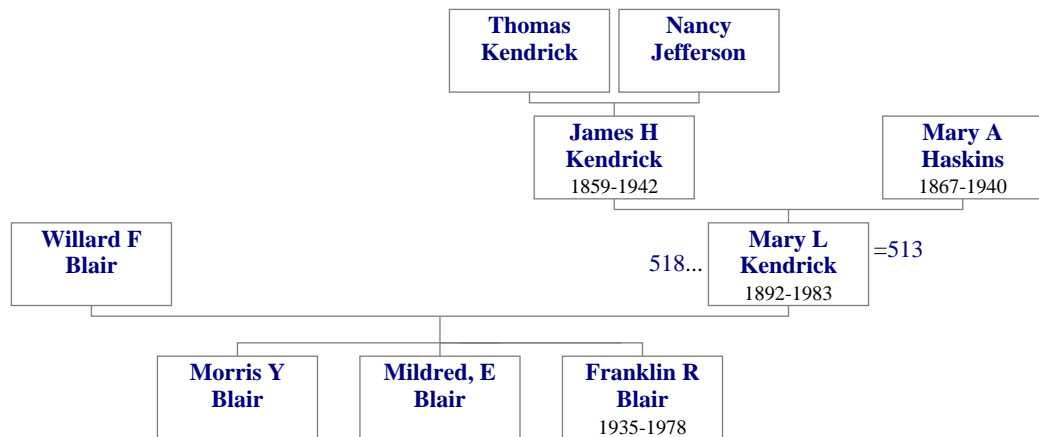 Thomas
Kendrick
Nancy
Jefferson
James H
Kendrick
1859-1942
Mary A
Haskins
1867-1940
Willard F
Blair
518...
Mary L
Kendrick
1892-1983
=513
Morris Y
Blair
Mildred, E
Blair
Franklin R
Blair
1935-1978